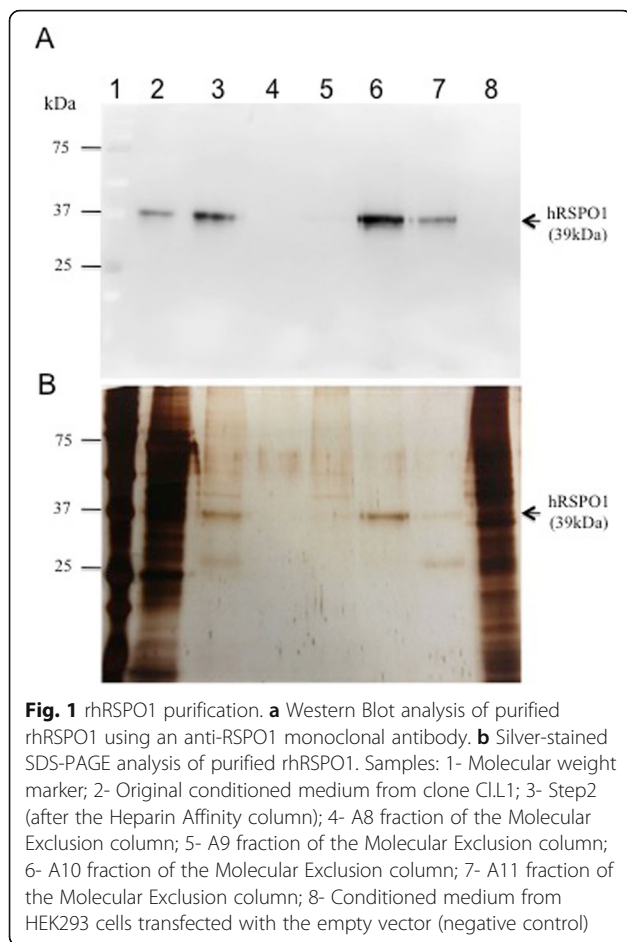 A
kDa 1 2 3 4 5 6 7 8
75
37
25
hRSPO1
(39kDa)
B
75
37
25
hRSPO1
(39kDa)
Fig. 1 rhRSPO1 purification. a Western Blot analysis of purified
rhRSPO1 using an anti-RSPO1 monoclonal antibody. b Silver-stained
SDS-PAGE analysis of purified rhRSPO1. Samples: 1- Molecular weight
marker; 2- Original conditioned medium from clone Cl.L1; 3- Step2
(after the Heparin Affinity column); 4- A8 fraction of the Molecular
Exclusion column; 5- A9 fraction of the Molecular Exclusion column;
6- A10 fraction of the Molecular Exclusion column; 7- A11 fraction of
the Molecular Exclusion column; 8- Conditioned medium from
HEK293 cells transfected with the empty vector (negative control)